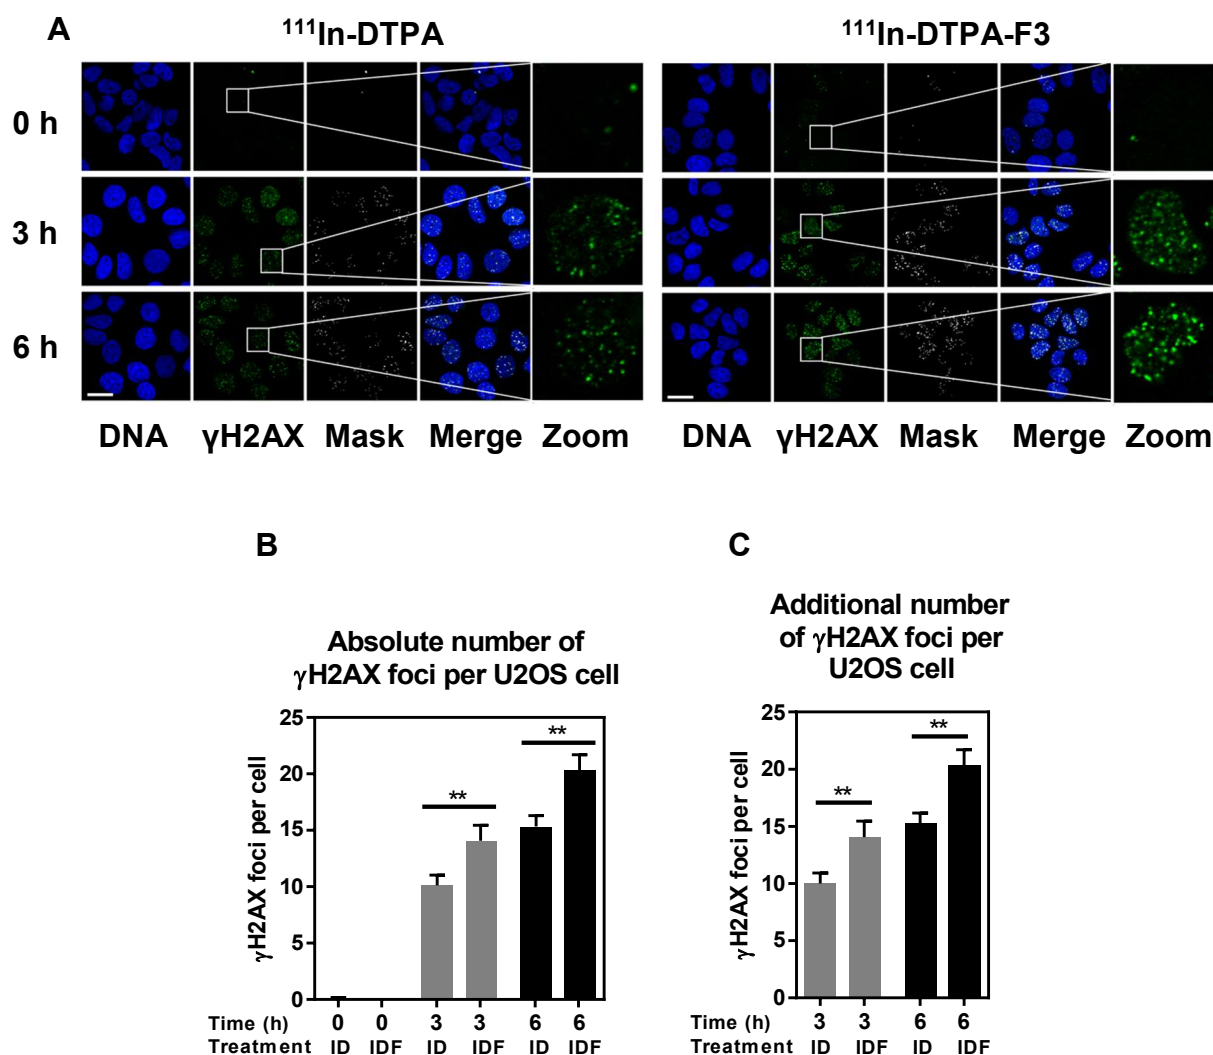 A
¹¹¹In-DTPA
¹¹¹In-DTPA-F3
0 h
3 h
6 h
DNA γH2AX Mask Merge Zoom
DNA γH2AX Mask Merge Zoom
B
Absolute number of
γH2AX foci per U2OS cell
γH2AX foci per cell
25
20
15
10
5
0
** **
Time (h) 0 0 3 3 6 6
Treatment ID IDF ID IDF ID IDF
C
Additional number
of γH2AX foci per
U2OS cell
γH2AX foci per cell
25
20
15
10
5
0
** **
Time (h) 3 3 6 6
Treatment ID IDF ID IDF